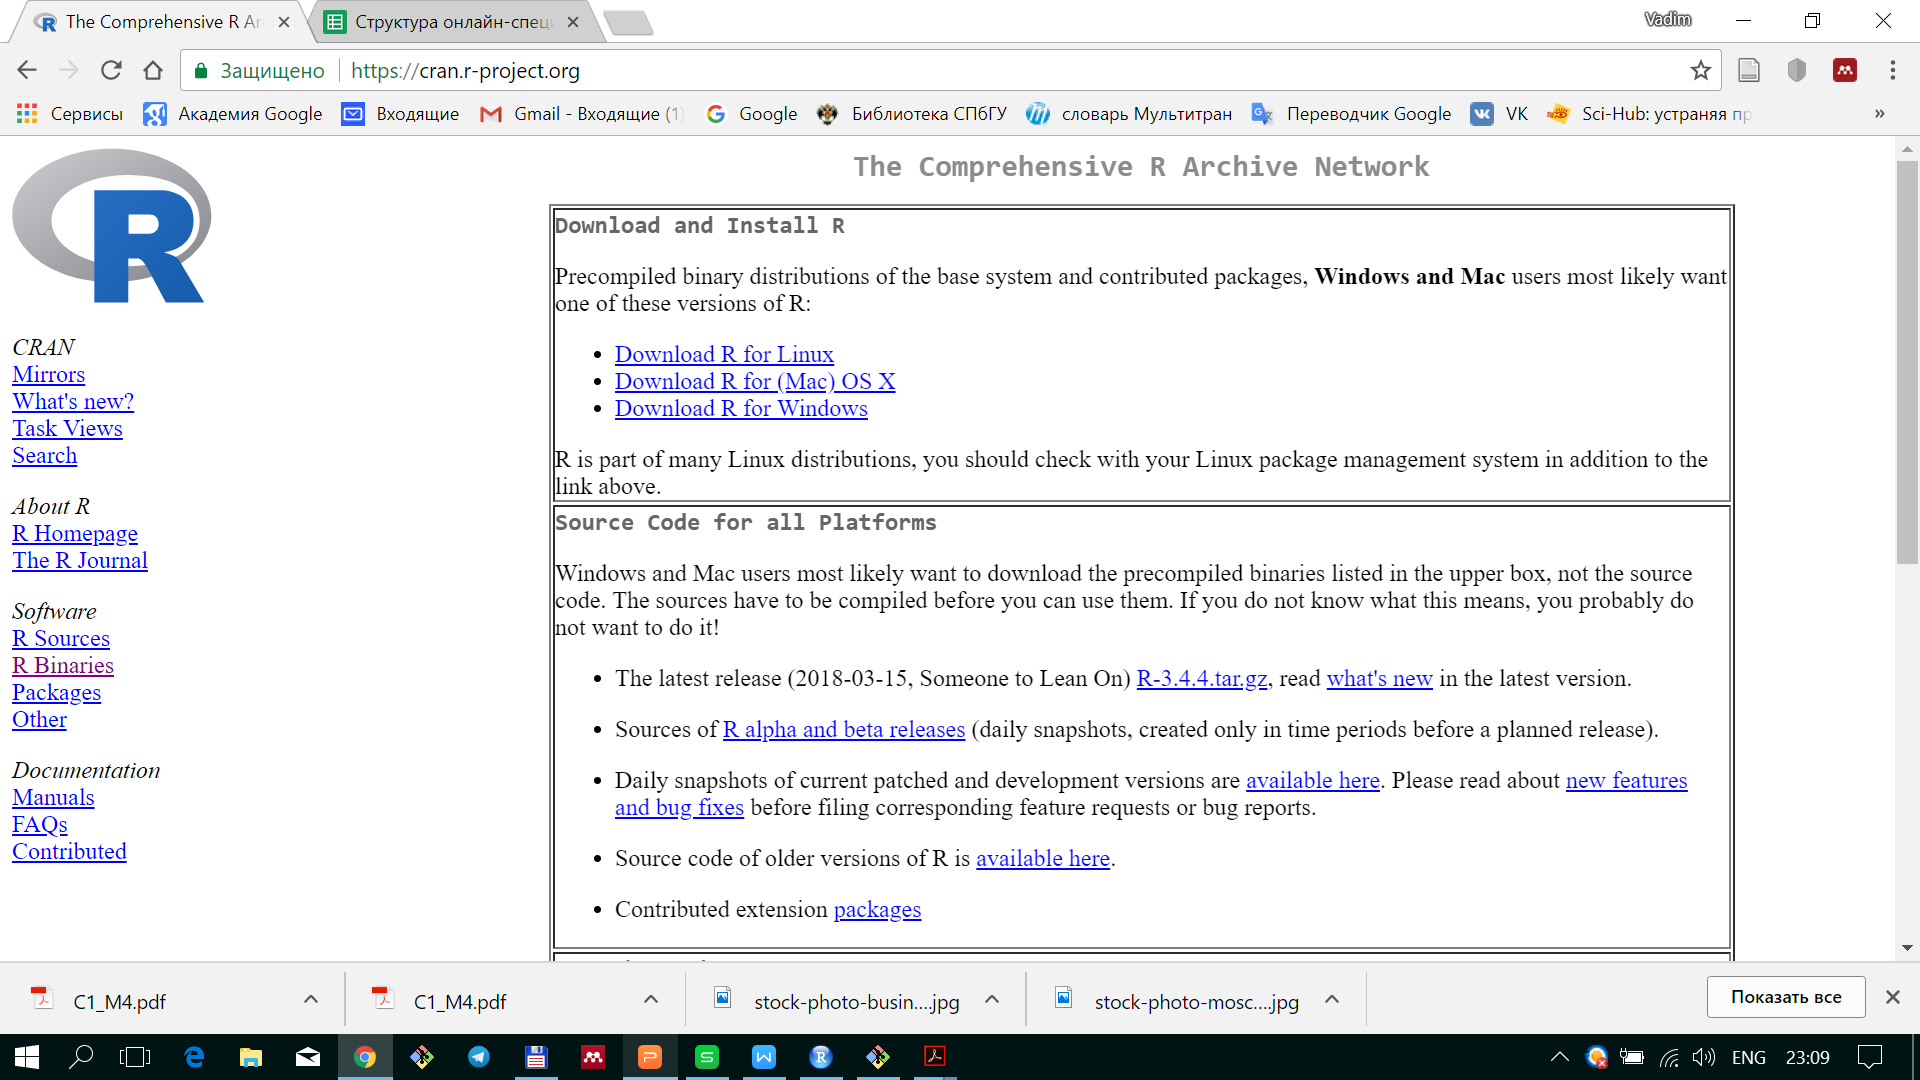 The Comprehensive R Ar
Структура онлайн-спец
Vadim
Защищено https://cran.r-project.org
Сервисы Академия Google Входящие Gmail - Входящие (1) Google Библиотека СПбГУ словарь Мультитран Переводчик Google VK Sci-Hub: устраняя пр »
The Comprehensive R Archive Network
Download and Install R
Precompiled binary distributions of the base system and contributed packages, Windows and Mac users most likely want
one of these versions of R:
Download R for Linux
Download R for (Mac) OS X
Download R for Windows
R is part of many Linux distributions, you should check with your Linux package management system in addition to the
link above.
Source Code for all Platforms
Windows and Mac users most likely want to download the precompiled binaries listed in the upper box, not the source
code. The sources have to be compiled before you can use them. If you do not know what this means, you probably do
not want to do it!
The latest release (2018-03-15, Someone to Lean On) R-3.4.4.tar.gz, read what's new in the latest version.
Sources of R alpha and beta releases (daily snapshots, created only in time periods before a planned release).
Daily snapshots of current patched and development versions are available here. Please read about new features
and bug fixes before filing corresponding feature requests or bug reports.
Source code of older versions of R is available here.
Contributed extension packages
R
CRAN
Mirrors
What's new?
Task Views
Search
About R
R Homepage
The R Journal
Software
R Sources
R Binaries
Packages
Other
Documentation
Manuals
FAQs
Contributed
C1_M4.pdf
C1_M4.pdf
stock-photo-busin....jpg
stock-photo-mosc....jpg
Показать все
ENG 23:09